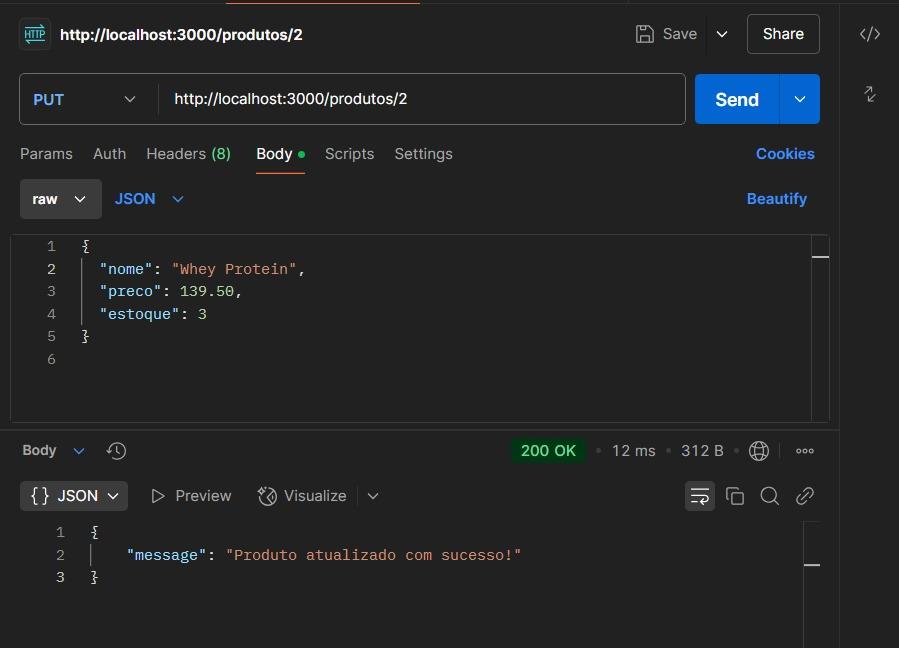 HTTP http://localhost:3000/produtos/2 Save Share </>
PUT http://localhost:3000/produtos/2 Send
Params Auth Headers (8) Body Scripts Settings Cookies
raw JSON Beautify
1 {
2 "nome": "Whey Protein",
3 "preco": 139.50,
4 "estoque": 3
5 }
6
Body 200 OK • 12 ms • 312 B •
{} JSON Preview Visualize
1 {
2 "message": "Produto atualizado com sucesso!"
3 }